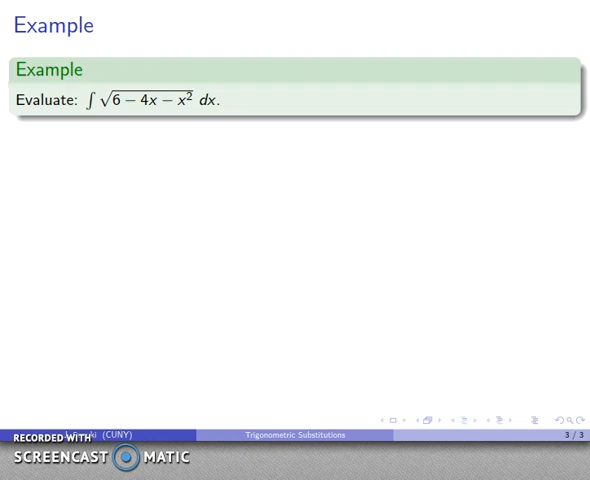 Example
Example
Evaluate: ∫ √6 − 4x − x² dx.
(CUNY) Trigonometric Substitutions 3 / 3
RECORDED WITH
SCREENCAST MATIC